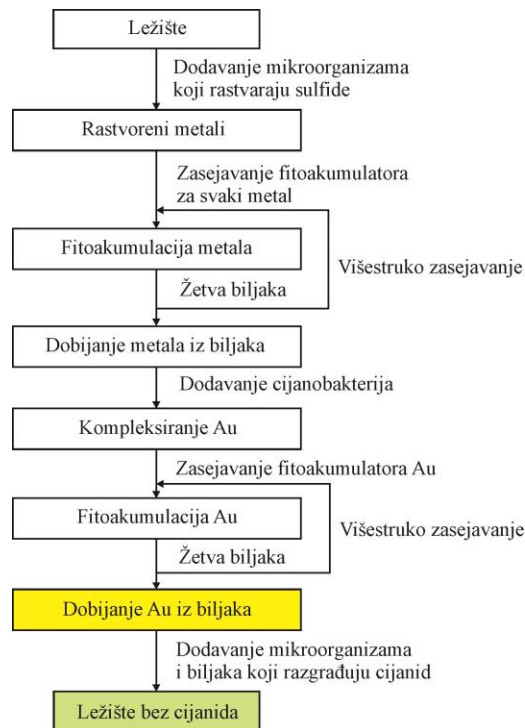 Ležište
Dodavanje mikroorganizama
koji rastvaraju sulfide
Rastvoreni metali
Zasejavanje fitoakumulatora
za svaki metal
Fitoakumulacija metala
Višestruko zasejavanje
Žetva biljaka
Dobijanje metala iz biljaka
Dodavanje cijanobakterija
Kompleksiranje Au
Zasejavanje fitoakumulatora Au
Fitoakumulacija Au
Višestruko zasejavanje
Žetva biljaka
Dobijanje Au iz biljaka
Dodavanje mikroorganizama
i biljaka koji razgrađuju cijanid
Ležište bez cijanida